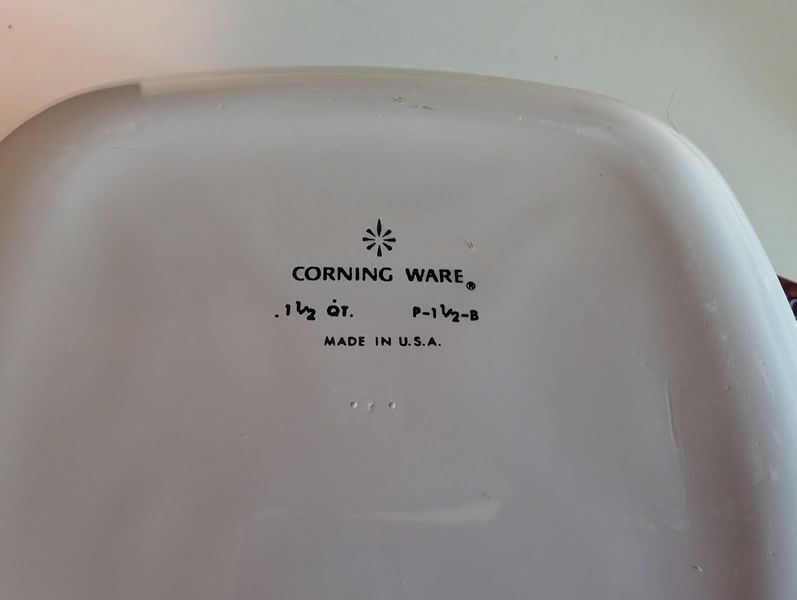 CORNING WARE®
1½ QT. P-1½-B
MADE IN U.S.A.